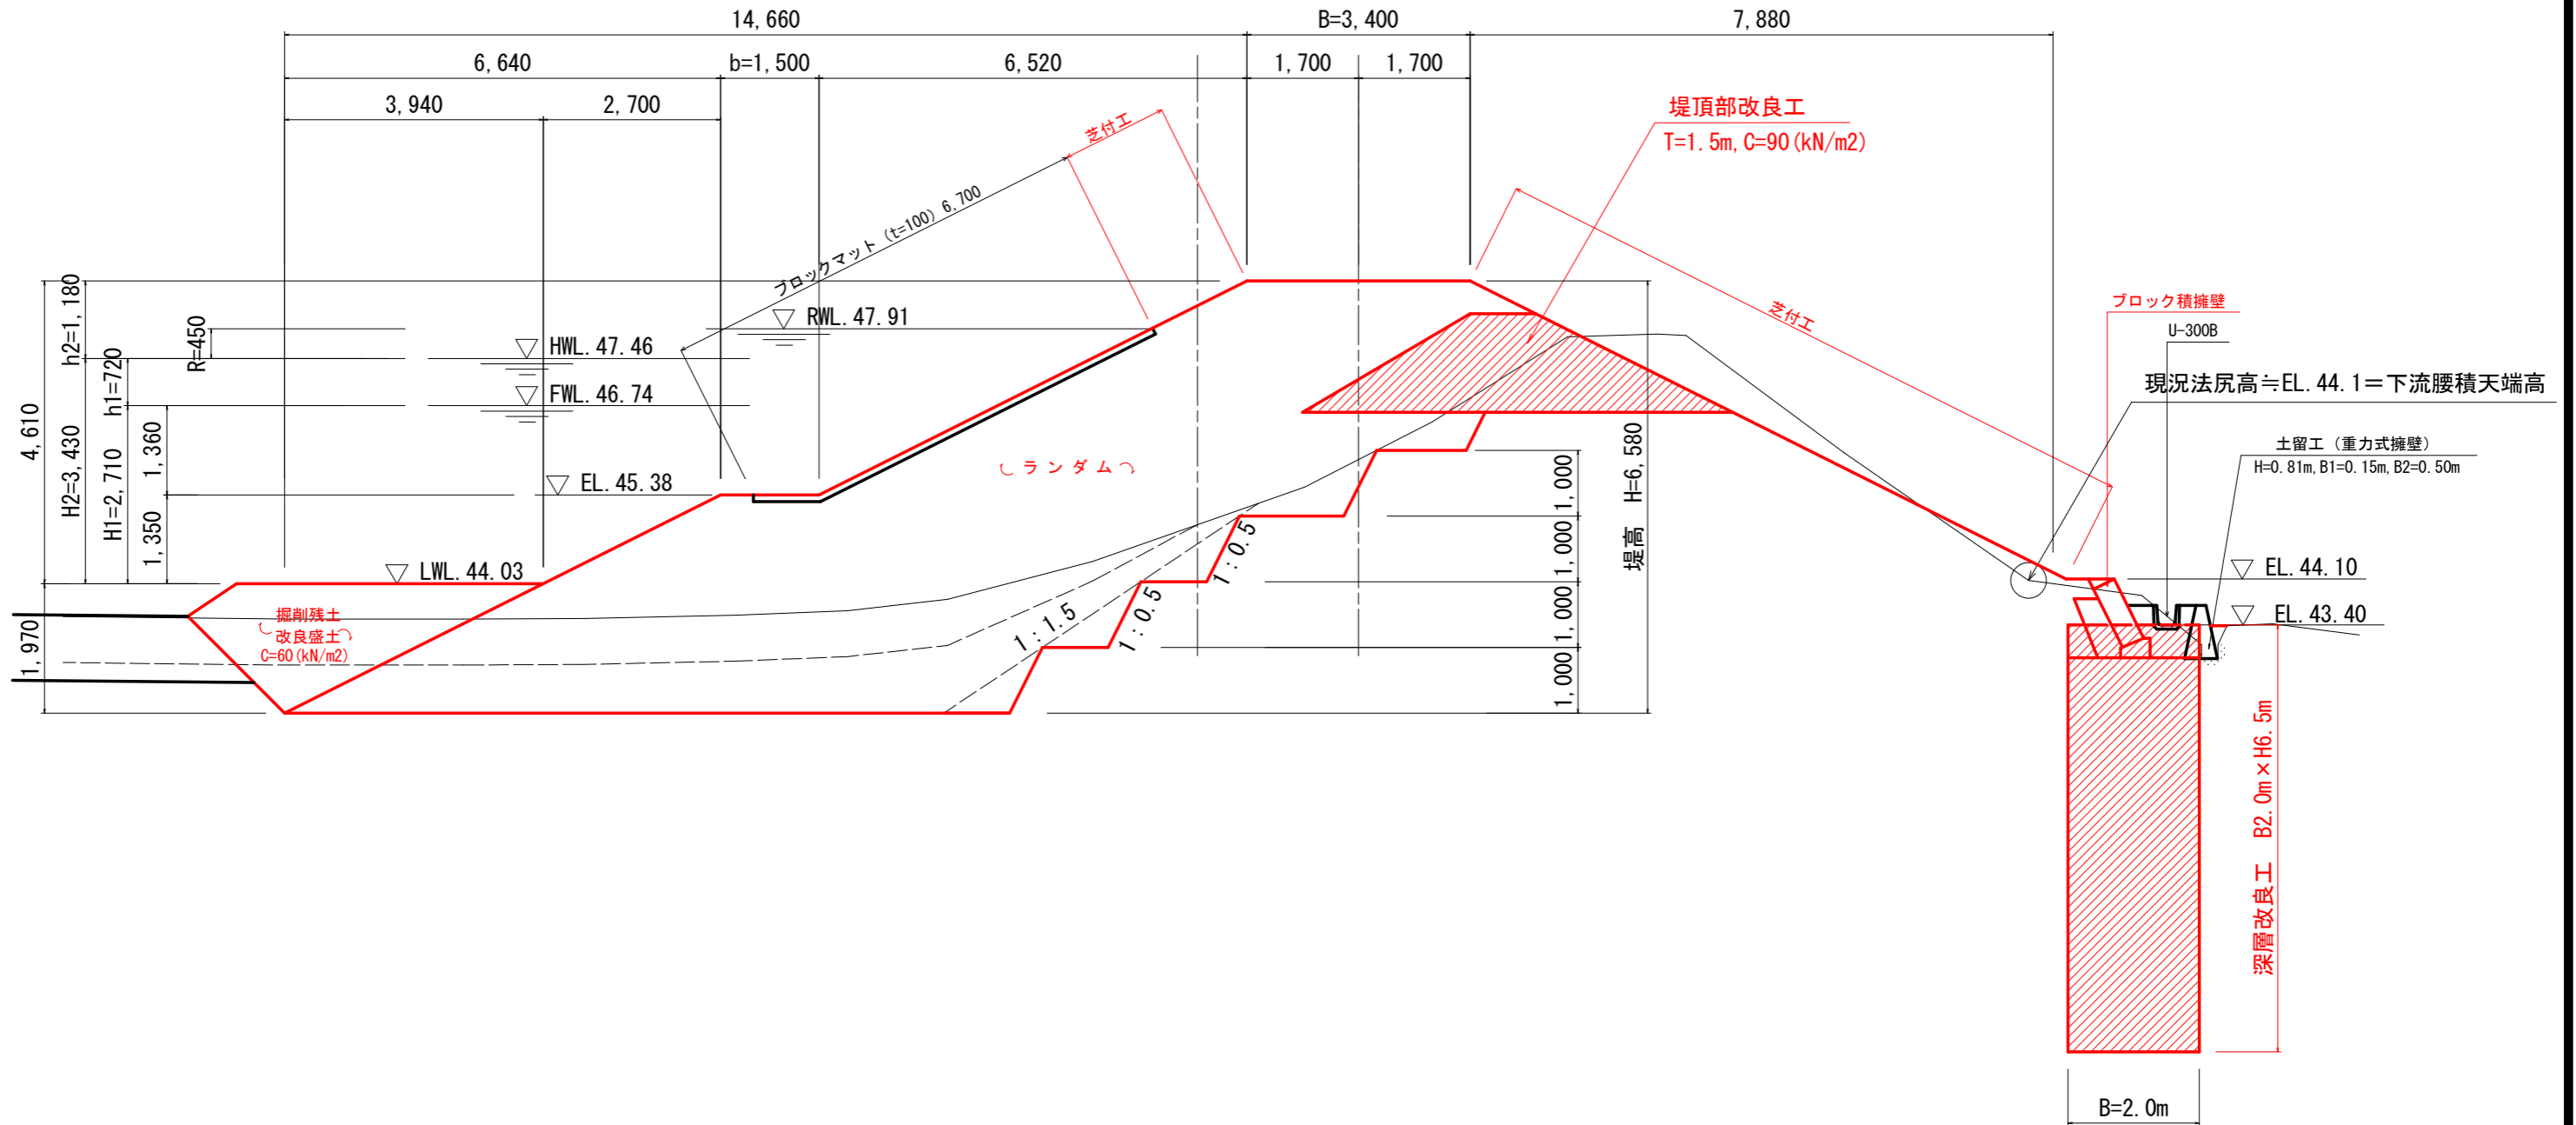 14,660
B=3,400
7,880
6,640
b=1,500
6,520
1,700
1,700
3,940
2,700
芝付工
堤頂部改良工
T=1.5m, C=90(kN/m2)
ブロックマット (t=100) 6,700
芝付工
ブロック積擁壁
U-300B
現況法尻高≒EL.44.1=下流腰積天端高
土留工 (重力式擁壁)
H=0.81m, B1=0.15m, B2=0.50m
h2=1,180
R=450
RWL.47.91
HWL.47.46
h1=720
FWL.46.74
4,610
H2=3,430
H1=2,710
1,360
1,350
EL.45.38
ランダム
堤高 H=6,580
1,000
1,000
1,000
1,000
1:0.5
1:0.5
1:1.5
LWL.44.03
EL.44.10
EL.43.40
掘削残土
改良盛土
C=60(kN/m2)
1,970
深層改良工 B2.0m×H6.5m
B=2.0m